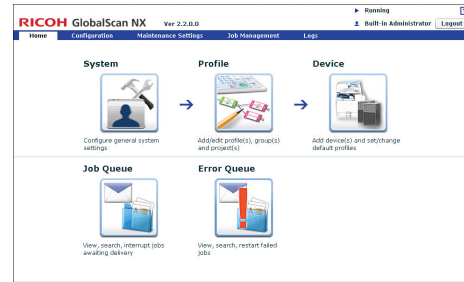 Running
RICOH GlobalScan NX Ver 2.2.0.0
Built-in Administrator Logout
Home Configuration Maintenance Settings Job Management Logs
System Profile Device
Configure general system settings
Add/edit profile(s), group(s) and project(s)
Add device(s) and set/change default profiles
Job Queue Error Queue
View, search, interrupt jobs awaiting delivery
View, search, restart failed jobs